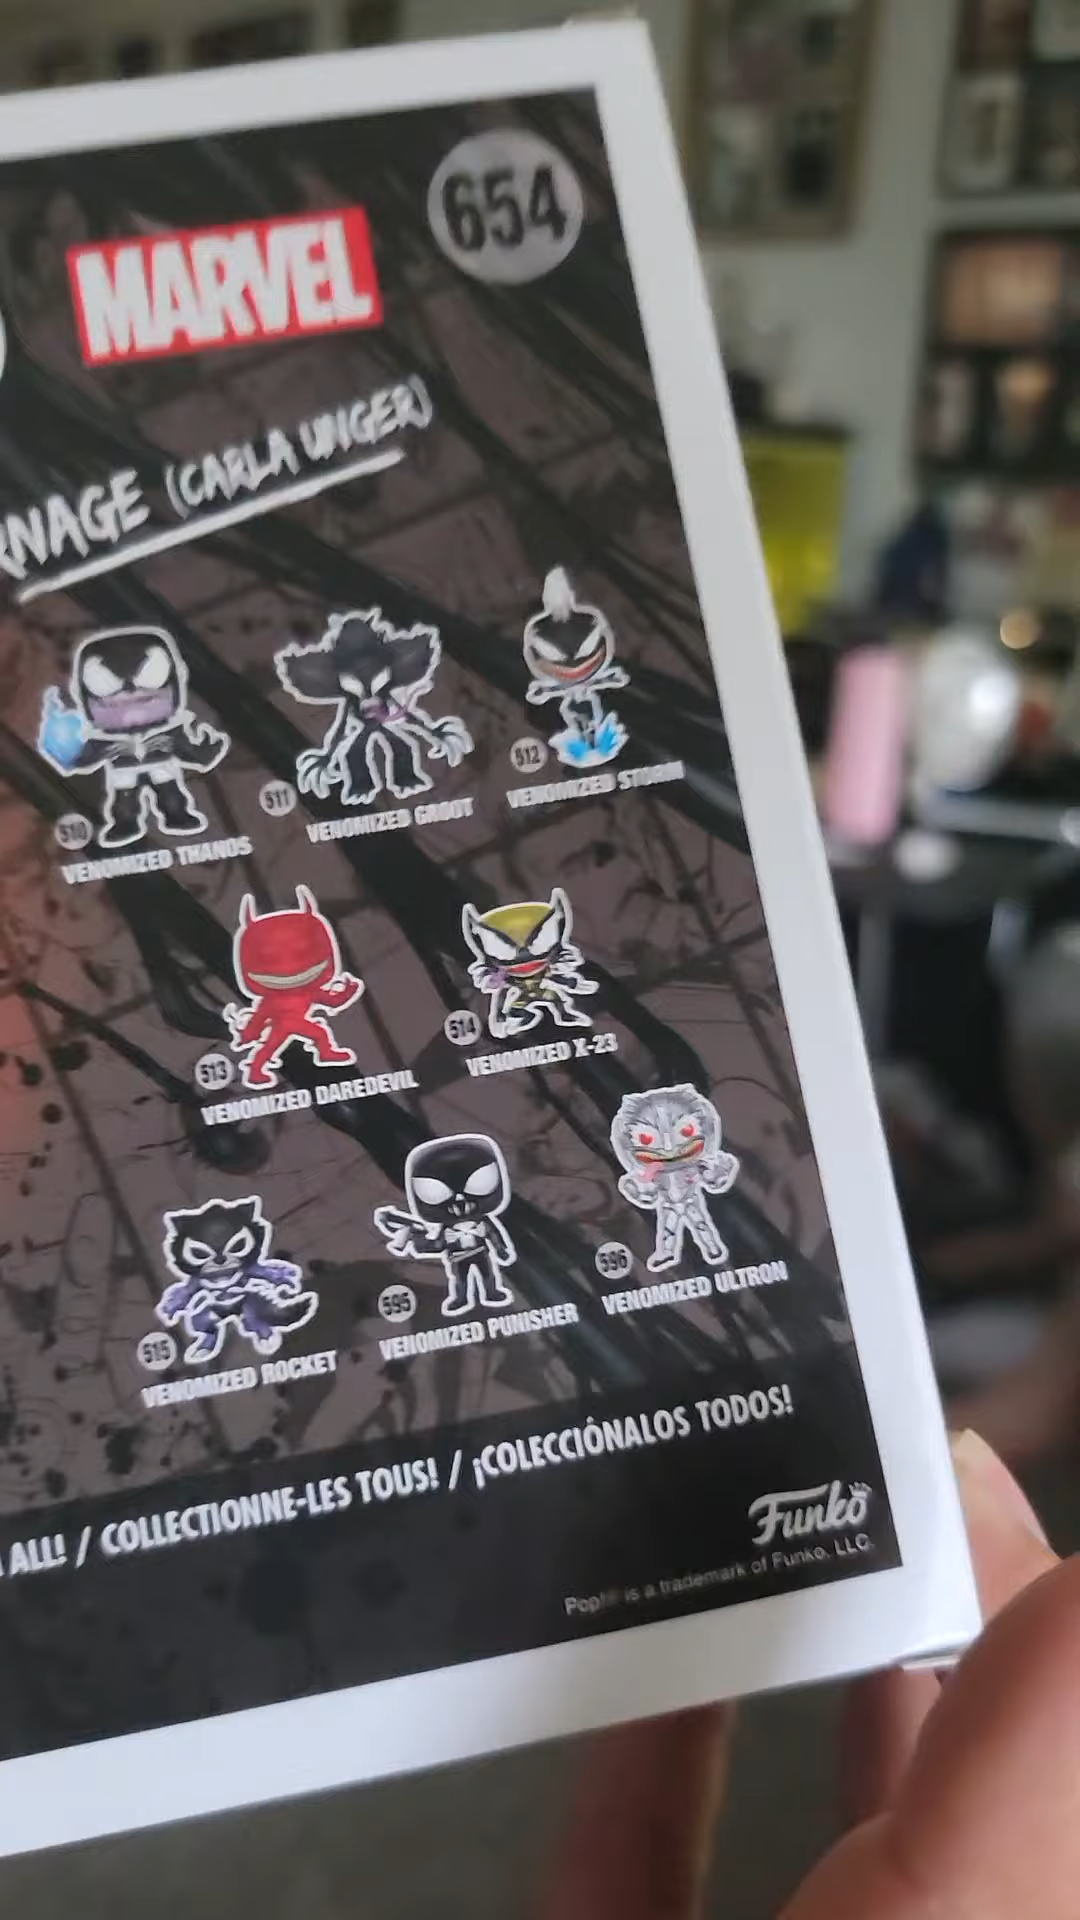 654
MARVEL
RNAGE (CARLA UNGER)
510
VENOMIZED THANOS
511
VENOMIZED GROOT
512
VENOMIZED STORM
513
VENOMIZED DAREDEVIL
514
VENOMIZED X-23
515
VENOMIZED ROCKET
595
VENOMIZED PUNISHER
596
VENOMIZED ULTRON
ALL! / COLLECTIONNE-LES TOUS! / ¡COLECCIÓNALOS TODOS!
Funko
Pop!® is a trademark of Funko, LLC.